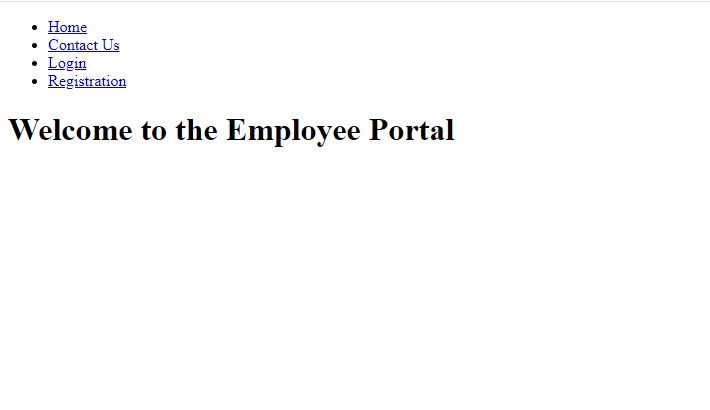 Home
Contact Us
Login
Registration
Welcome to the Employee Portal